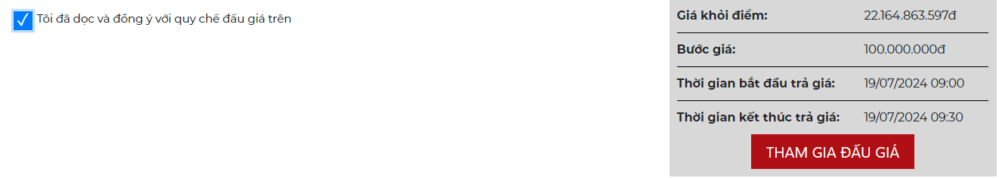 Tôi đã dọc và đồng ý với quy chế đấu giá trên
Giá khỏi điểm: 22.164.863.597đ
Bước giá: 100.000.000đ
Thời gian bắt đầu trả giá: 19/07/2024 09:00
Thời gian kết thúc trả giá: 19/07/2024 09:30
THAM GIA ĐẤU GIÁ